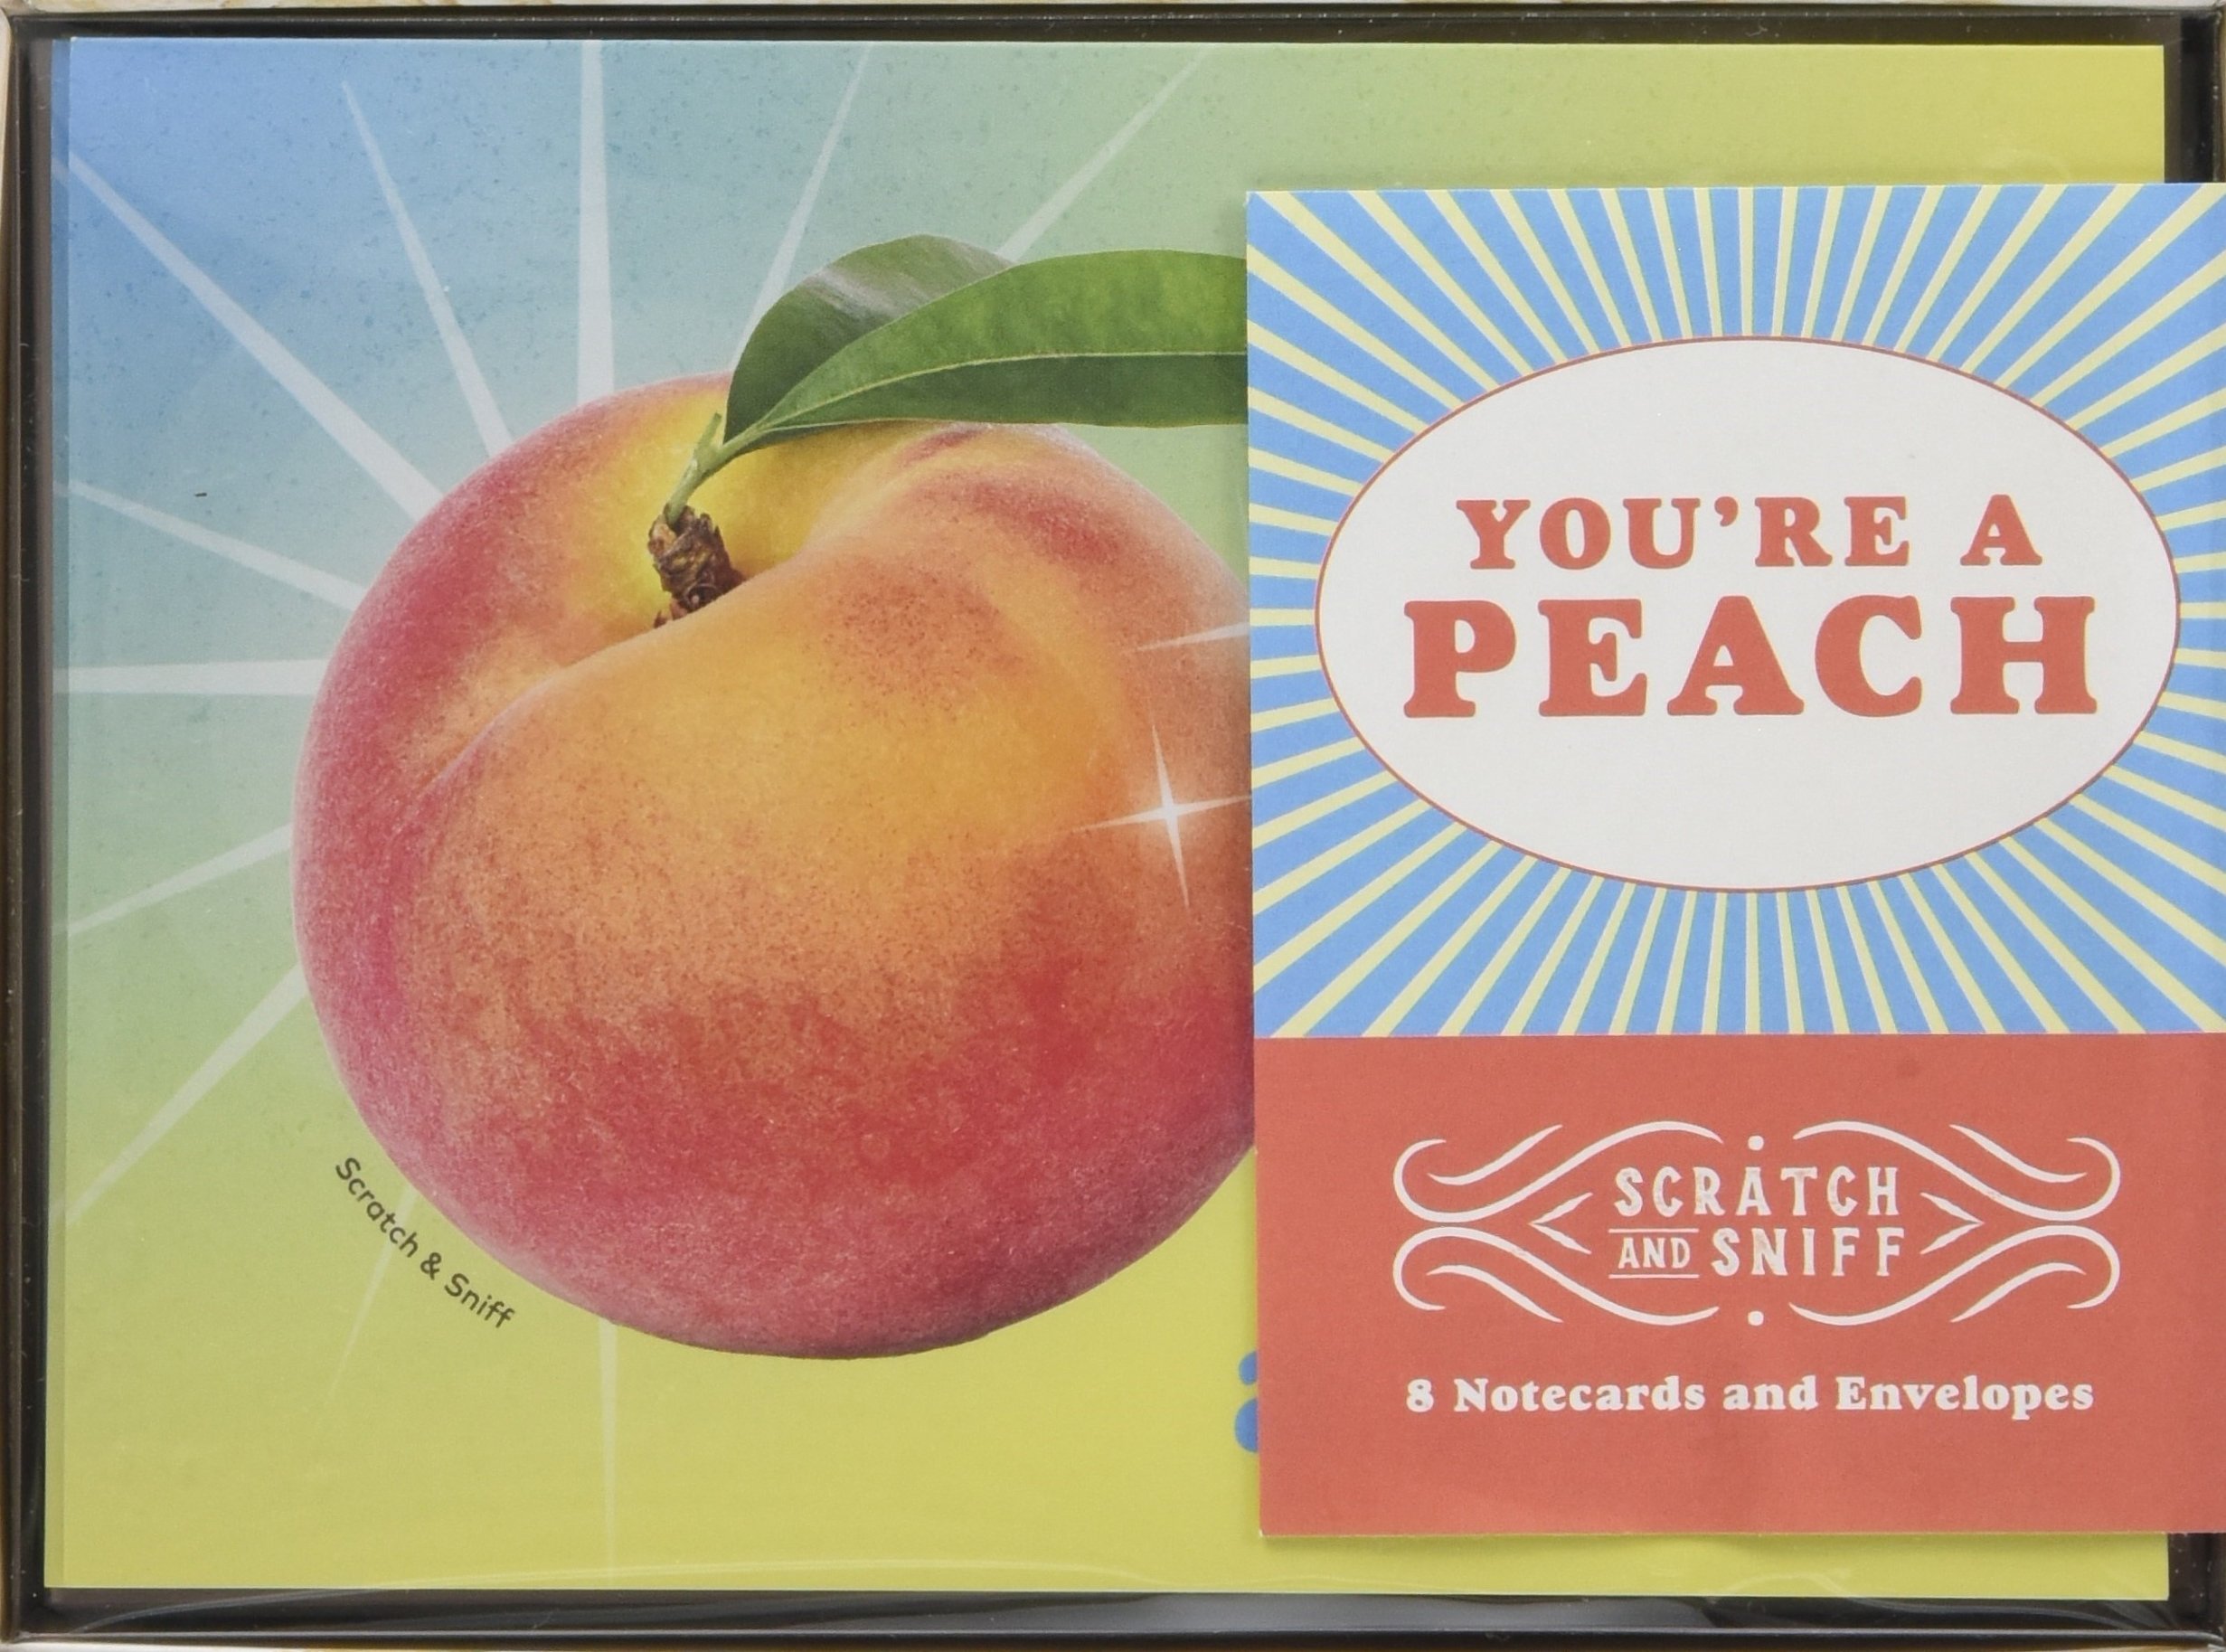 YOU'RE A
PEACH
SCRATCH
AND SNIFF
8 Notecards and Envelopes
Scratch & Sniff